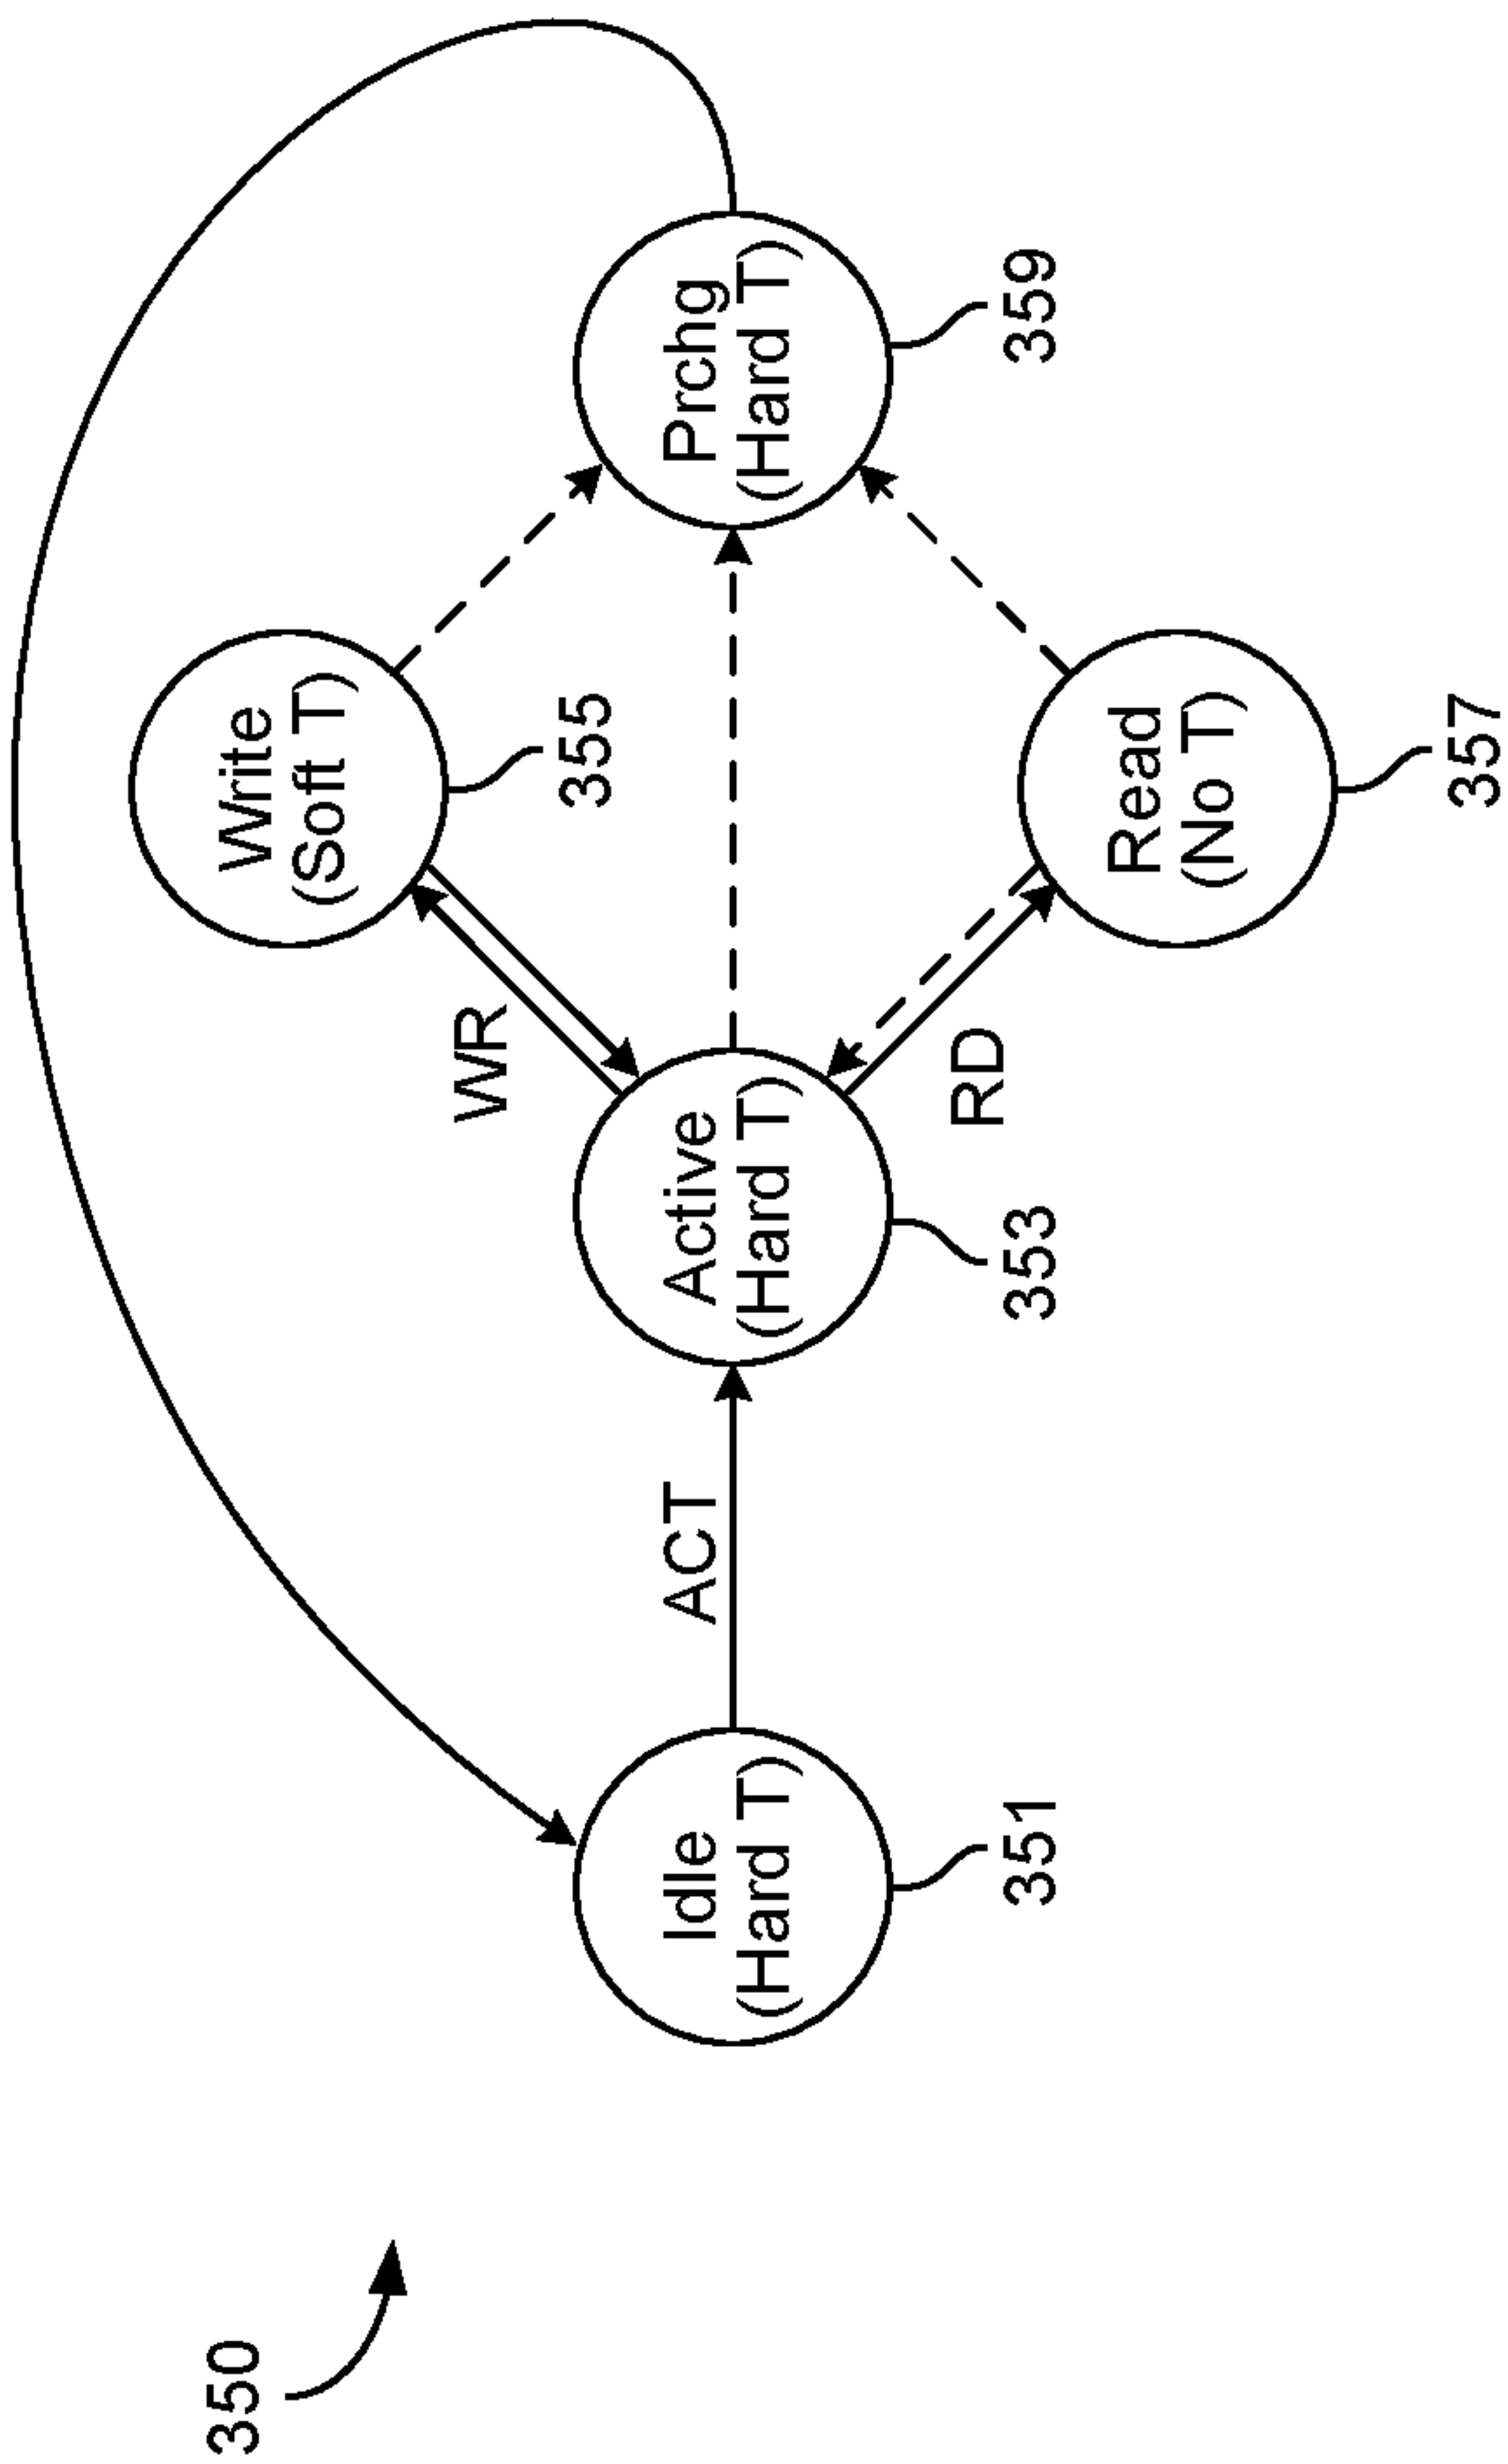 350
Write
(Soft T)
355
WR
Idle
(Hard T)
351
ACT
Active
(Hard T)
353
Prchg
(Hard T)
359
RD
Read
(No T)
357